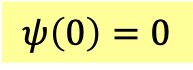 ψ(0) = 0